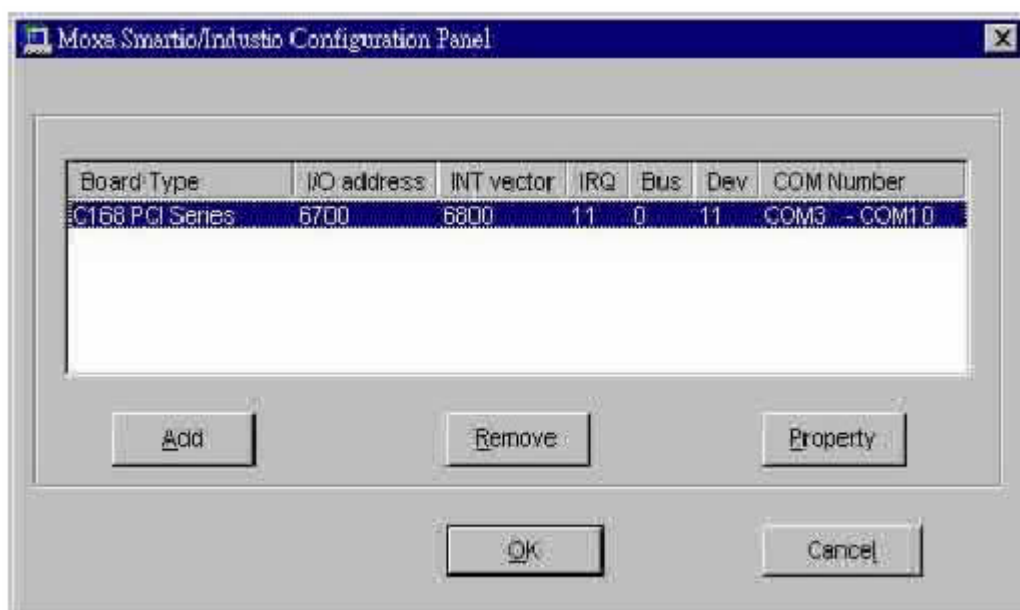 Moxa Smartio/Industio Configuration Panel
Board Type I/O address INT vector IRQ Bus Dev COM Number
C168 PCI Series 6700 6800 11 0 11 COM3 - COM10
Add Remove Property
OK Cancel